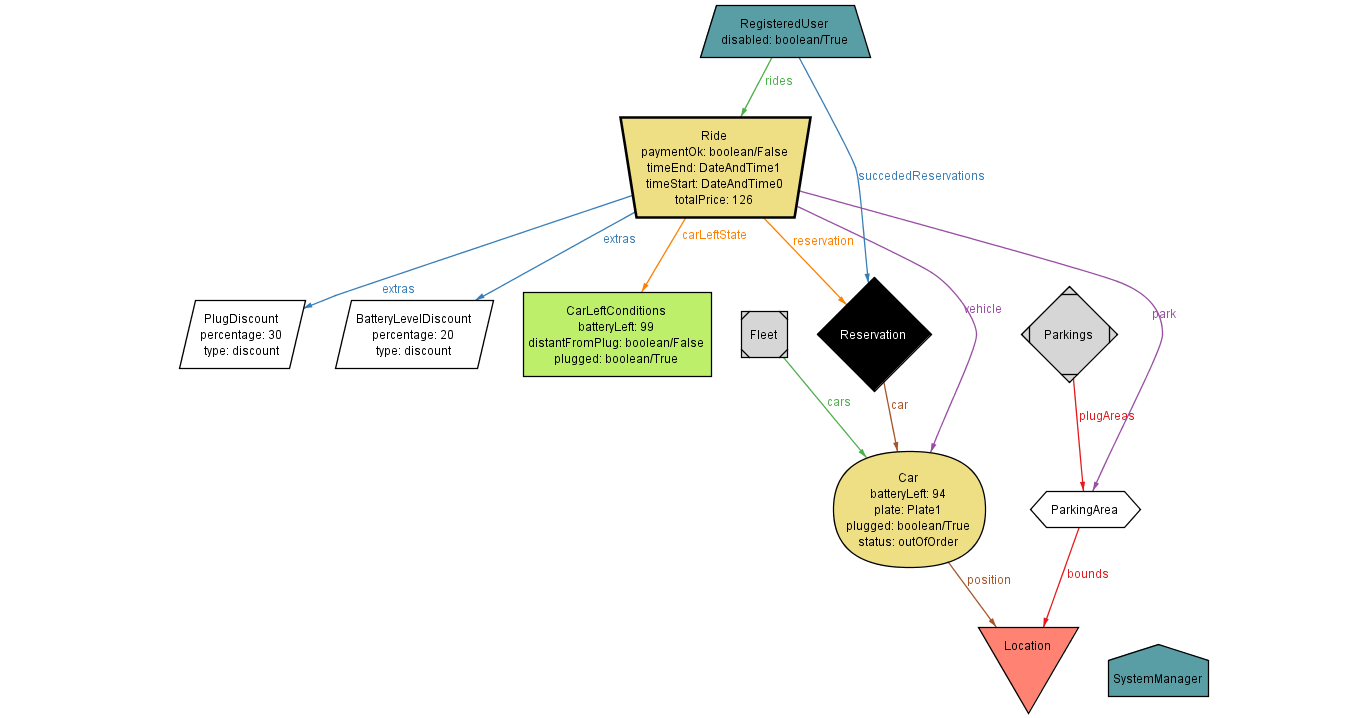 RegisteredUser
disabled: boolean/True
rides
Ride
paymentOk: boolean/False
timeEnd: DateAndTime1
timeStart: DateAndTime0
totalPrice: 126
succededReservations
extras
carLeftState
reservation
extras
vehicle
park
PlugDiscount
percentage: 30
type: discount
BatteryLevelDiscount
percentage: 20
type: discount
CarLeftConditions
batteryLeft: 99
distantFromPlug: boolean/False
plugged: boolean/True
Fleet
Reservation
Parkings
cars
car
plugAreas
Car
batteryLeft: 94
plate: Plate1
plugged: boolean/True
status: outOfOrder
ParkingArea
position
bounds
Location
SystemManager